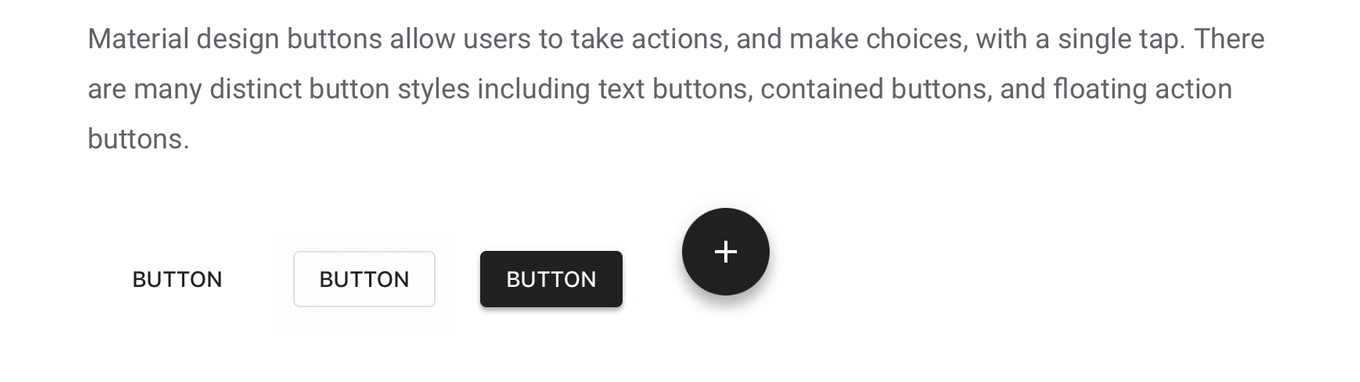 Material design buttons allow users to take actions, and make choices, with a single tap. There
are many distinct button styles including text buttons, contained buttons, and floating action
buttons.
BUTTON BUTTON BUTTON +